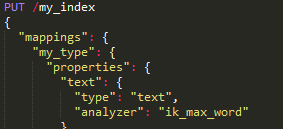 PUT /my_index
{
"mappings": {
"my_type": {
"properties": {
"text": {
"type": "text",
"analyzer": "ik_max_word"
}